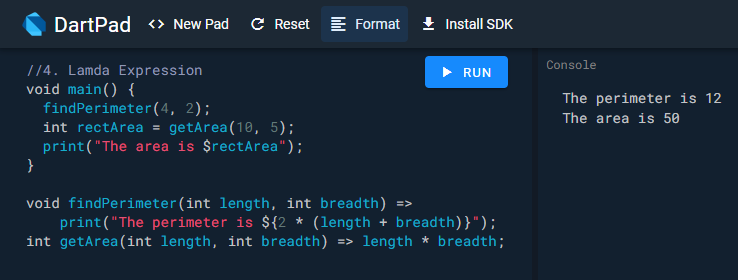 DartPad <> New Pad Reset Format Install SDK
//4. Lamda Expression
void main() {
  findPerimeter(4, 2);
  int rectArea = getArea(10, 5);
  print("The area is $rectArea");
}
void findPerimeter(int length, int breadth) =>
    print("The perimeter is ${2 * (length + breadth)}");
int getArea(int length, int breadth) => length * breadth;
RUN
Console
The perimeter is 12
The area is 50